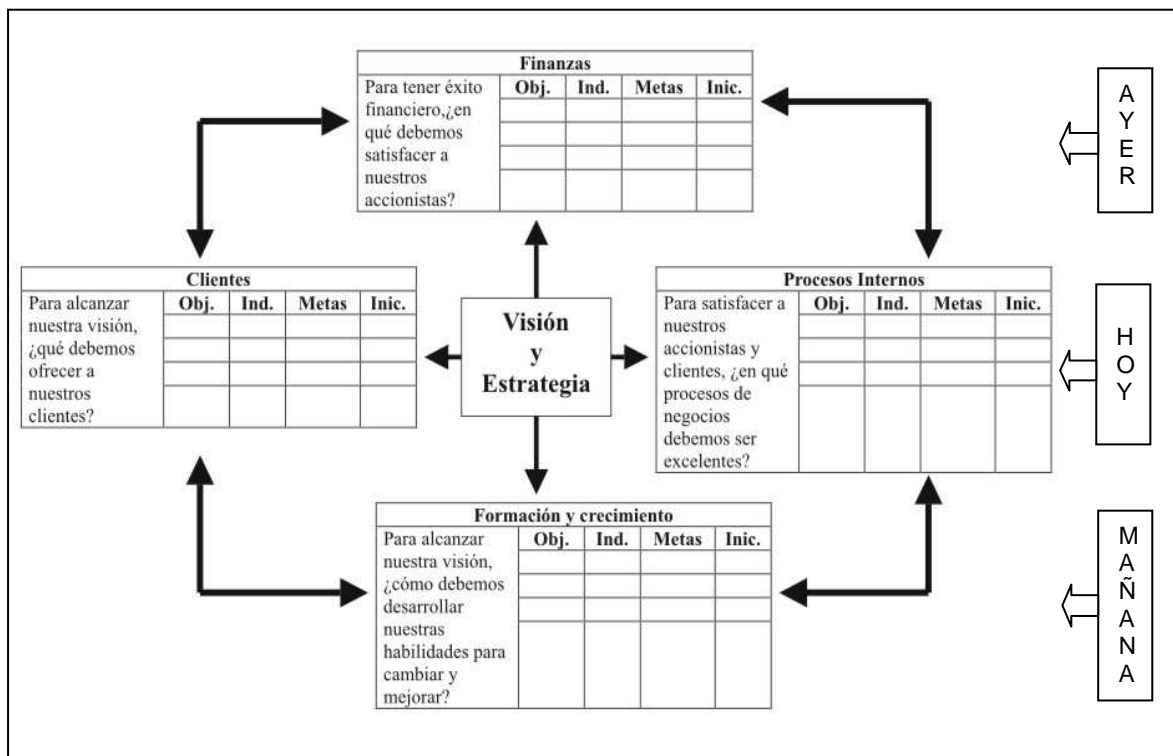 Finanzas
Para tener éxito
financiero,¿en
qué debemos
satisfacer a
nuestros
accionistas?
Obj. Ind. Metas Inic.
A
Y
E
R
Clientes
Para alcanzar
nuestra visión,
¿qué debemos
ofrecer a
nuestros
clientes?
Obj. Ind. Metas Inic.
Visión
y
Estrategia
Procesos Internos
Para satisfacer a
nuestros
accionistas y
clientes, ¿en qué
procesos de
negocios
debemos ser
excelentes?
Obj. Ind. Metas Inic.
H
O
Y
Formación y crecimiento
Para alcanzar
nuestra visión,
¿cómo debemos
desarrollar
nuestras
habilidades para
cambiar y
mejorar?
Obj. Ind. Metas Inic.
M
A
Ñ
A
N
A